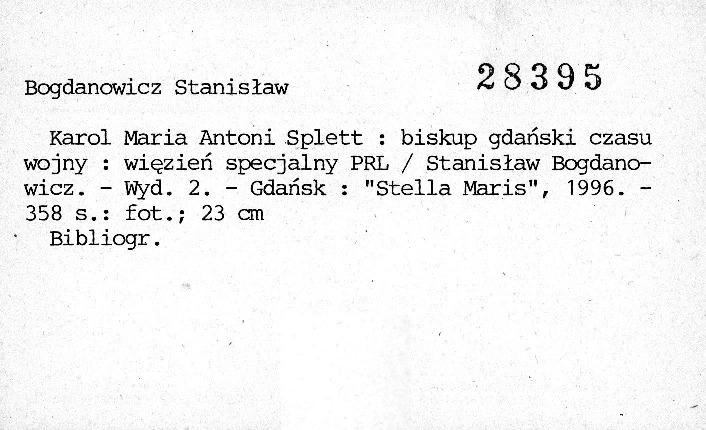 Bogdanowicz Stanisław 28395
Karol Maria Antoni Splett : biskup gdański czasu
wojny : więzień specjalny PRL / Stanisław Bogdano-
wicz. - Wyd. 2. - Gdańsk : "Stella Maris", 1996. -
358 s.: fot.; 23 cm
Bibliogr.